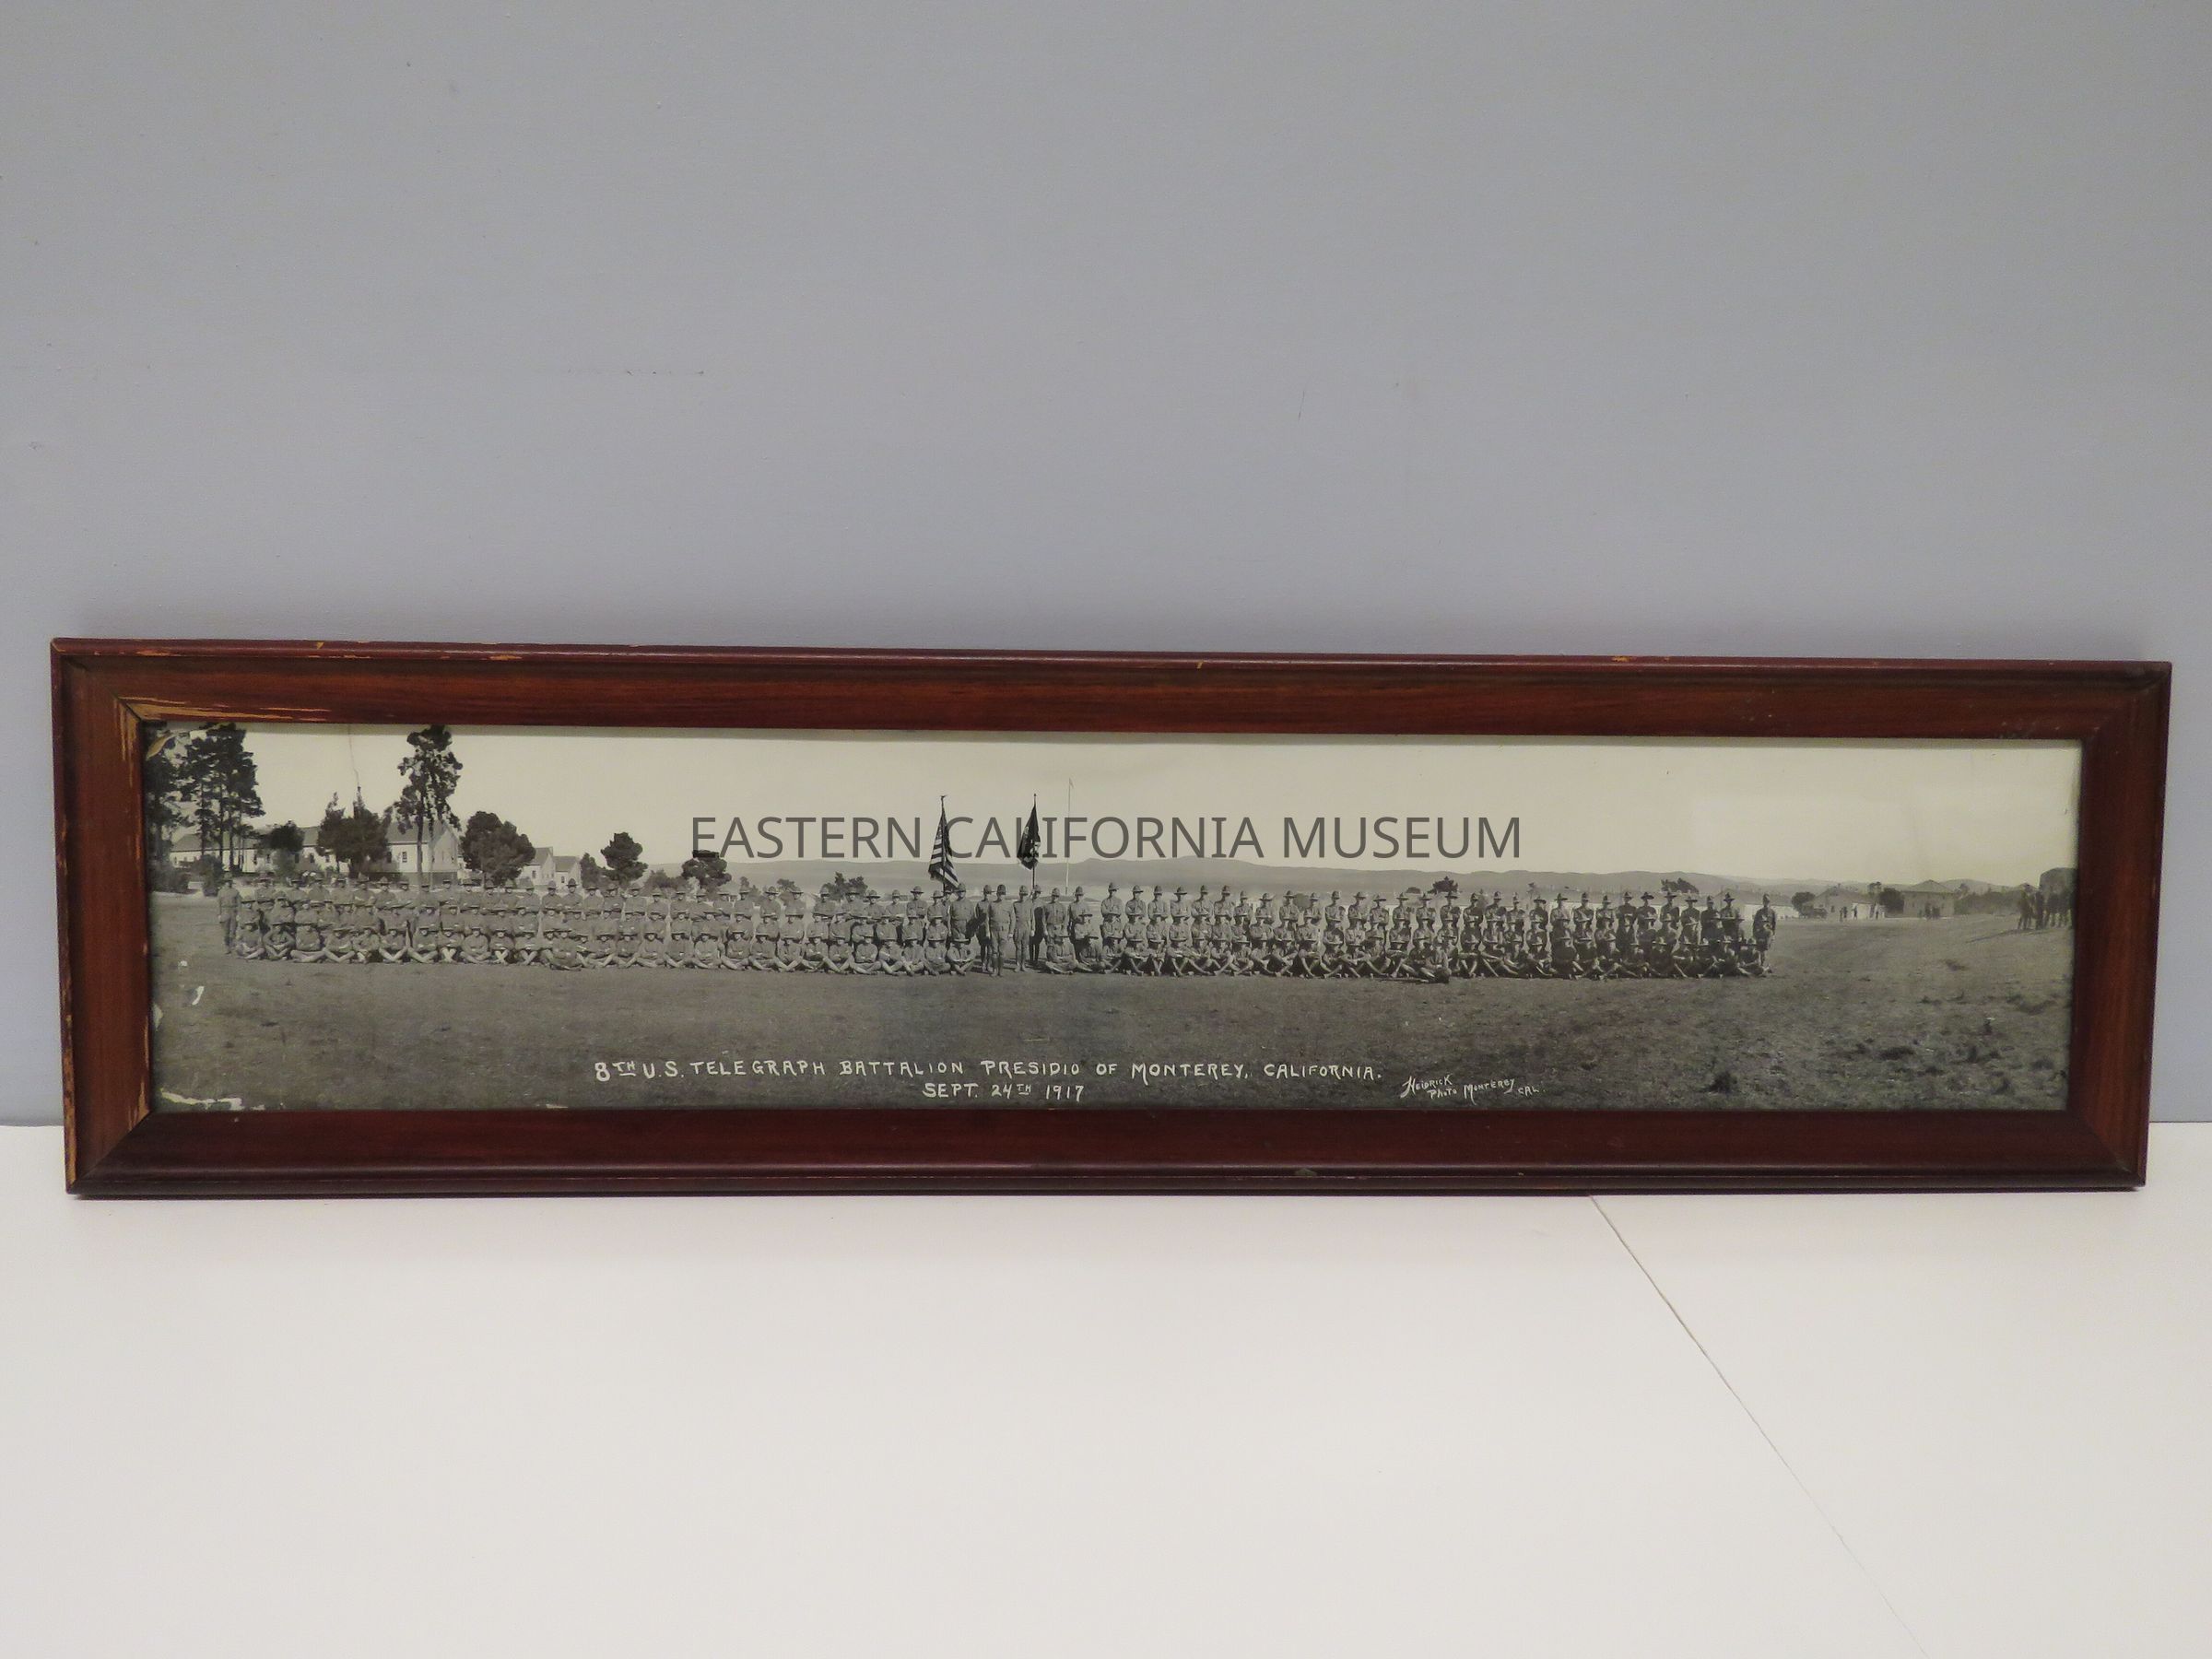 EASTERN CALIFORNIA MUSEUM
8TH U.S. TELEGRAPH BATTALION PRESIDIO OF MONTEREY, CALIFORNIA.
SEPT. 24TH 1917
HEIDRICK
PHOTO MONTEREY CAL.